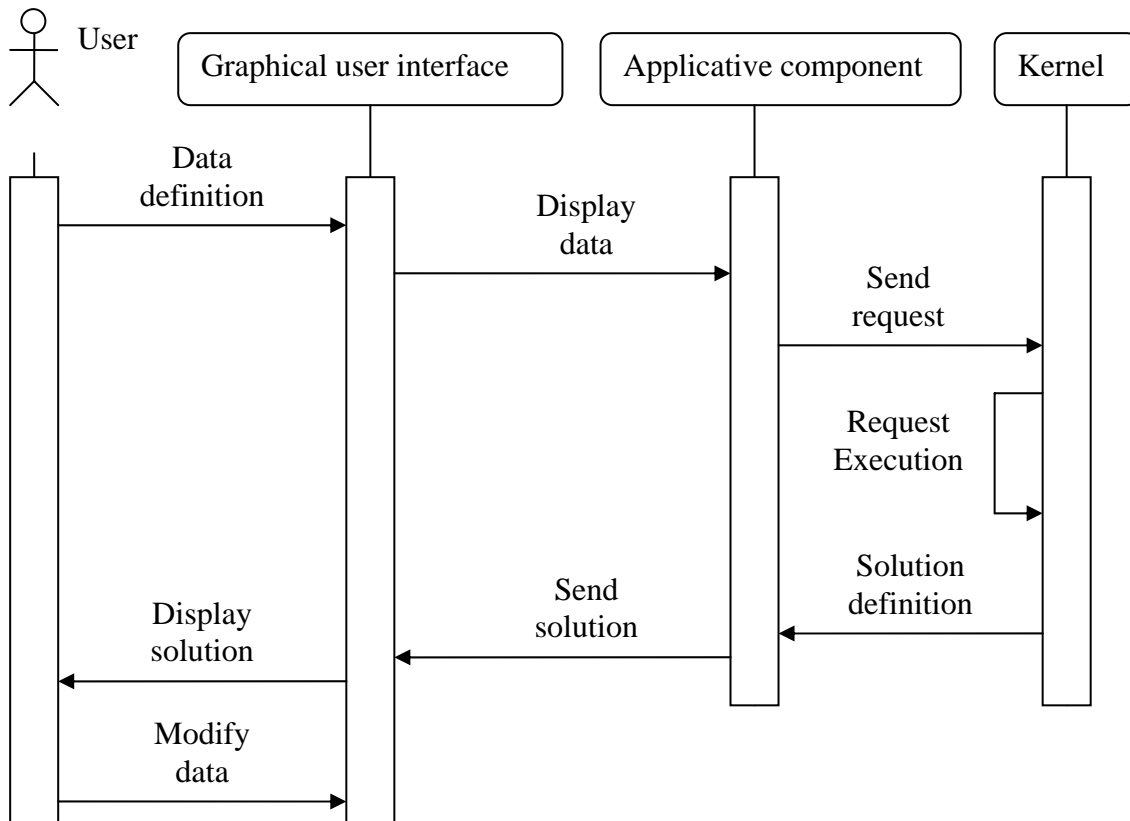 User
Graphical user interface
Applicative component
Kernel
Data
definition
Display
data
Send
request
Request
Execution
Solution
definition
Send
solution
Display
solution
Modify
data